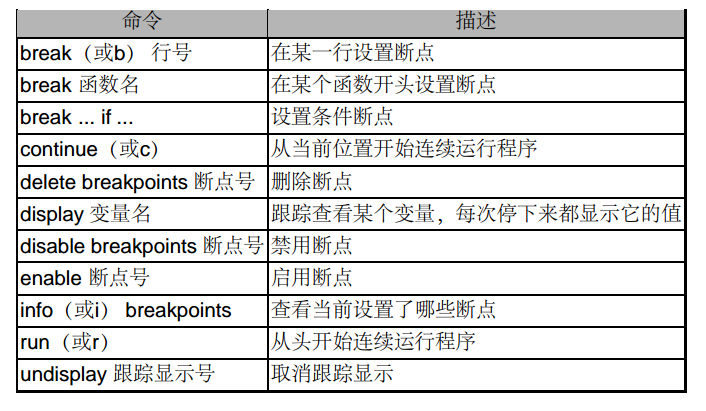 命令 描述
break（或b） 行号 在某一行设置断点
break 函数名 在某个函数开头设置断点
break ... if ... 设置条件断点
continue（或c） 从当前位置开始连续运行程序
delete breakpoints 断点号 删除断点
display 变量名 跟踪查看某个变量，每次停下来都显示它的值
disable breakpoints 断点号 禁用断点
enable 断点号 启用断点
info（或i） breakpoints 查看当前设置了哪些断点
run（或r） 从头开始连续运行程序
undisplay 跟踪显示号 取消跟踪显示